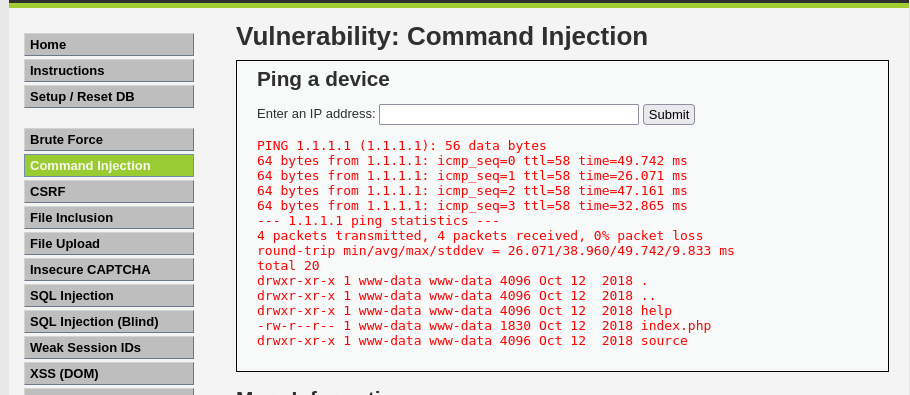 Home
Instructions
Setup / Reset DB
Brute Force
Command Injection
CSRF
File Inclusion
File Upload
Insecure CAPTCHA
SQL Injection
SQL Injection (Blind)
Weak Session IDs
XSS (DOM)
Vulnerability: Command Injection
Ping a device
Enter an IP address: Submit
PING 1.1.1.1 (1.1.1.1): 56 data bytes
64 bytes from 1.1.1.1: icmp_seq=0 ttl=58 time=49.742 ms
64 bytes from 1.1.1.1: icmp_seq=1 ttl=58 time=26.071 ms
64 bytes from 1.1.1.1: icmp_seq=2 ttl=58 time=47.161 ms
64 bytes from 1.1.1.1: icmp_seq=3 ttl=58 time=32.865 ms
--- 1.1.1.1 ping statistics ---
4 packets transmitted, 4 packets received, 0% packet loss
round-trip min/avg/max/stddev = 26.071/38.960/49.742/9.833 ms
total 20
drwxr-xr-x 1 www-data www-data 4096 Oct 12  2018 .
drwxr-xr-x 1 www-data www-data 4096 Oct 12  2018 ..
drwxr-xr-x 1 www-data www-data 4096 Oct 12  2018 help
-rw-r--r-- 1 www-data www-data 1830 Oct 12  2018 index.php
drwxr-xr-x 1 www-data www-data 4096 Oct 12  2018 source